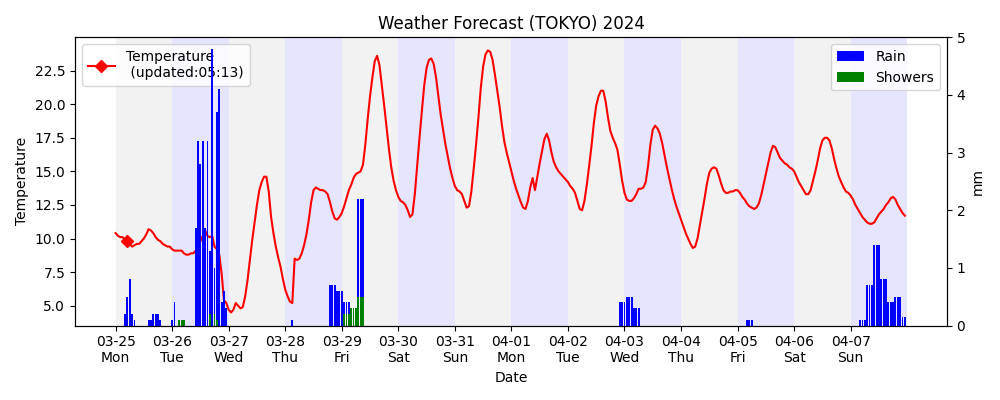 Weather Forecast (TOKYO) 2024
Temperature
(updated:05:13)
Rain
Showers
Temperature
22.5
20.0
17.5
15.0
12.5
10.0
7.5
5.0
5
4
3
2
1
0
mm
03-25 03-26 03-27 03-28 03-29 03-30 03-31 04-01 04-02 04-03 04-04 04-05 04-06 04-07
Mon Tue Wed Thu Fri Sat Sun Mon Tue Wed Thu Fri Sat Sun
Date